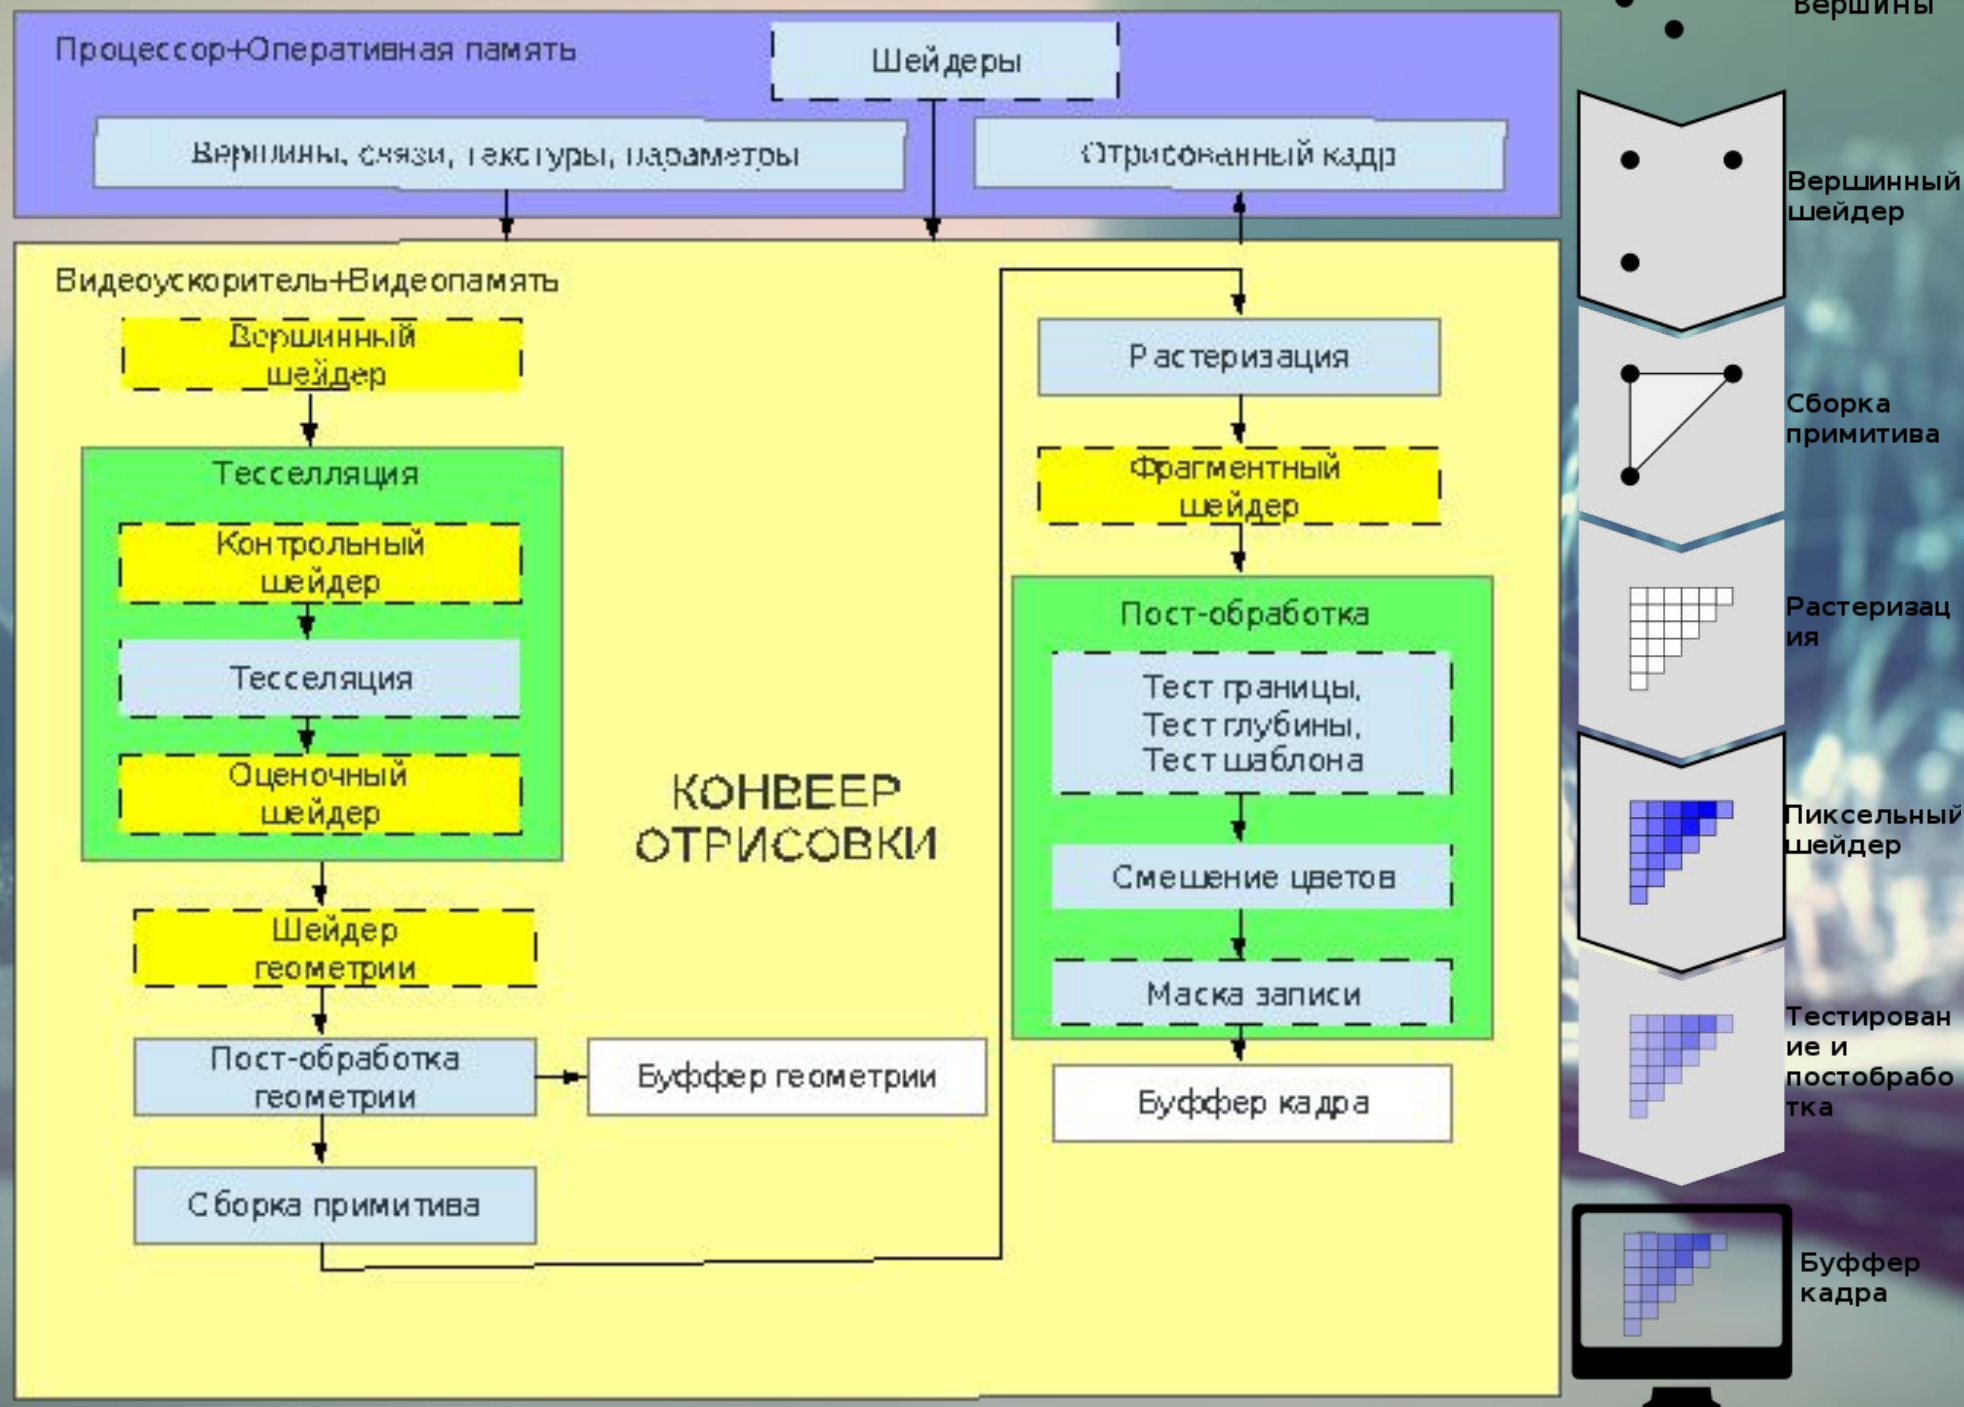 Процессор+Оперативная память
Шейдеры
Вершины, связи, текстуры, параметры
Отрисованный кадр
Видеоускоритель+Видеопамять
Вершинный
шейдер
Тесселляция
Контрольный
шейдер
Тесселяция
Оценочный
шейдер
Шейдер
геометрии
Пост-обработка
геометрии
Буффер геометрии
Сборка примитива
КОНВЕЕР
ОТРИСОВКИ
Растеризация
Фрагментный
шейдер
Пост-обработка
Тест границы,
Тест глубины,
Тест шаблона
Смешение цветов
Маска записи
Буффер кадра
Вершины
Вершинный
шейдер
Сборка
примитива
Растеризац
ия
Пиксельный
шейдер
Тестирован
ие и
постобрабо
тка
Буффер
кадра